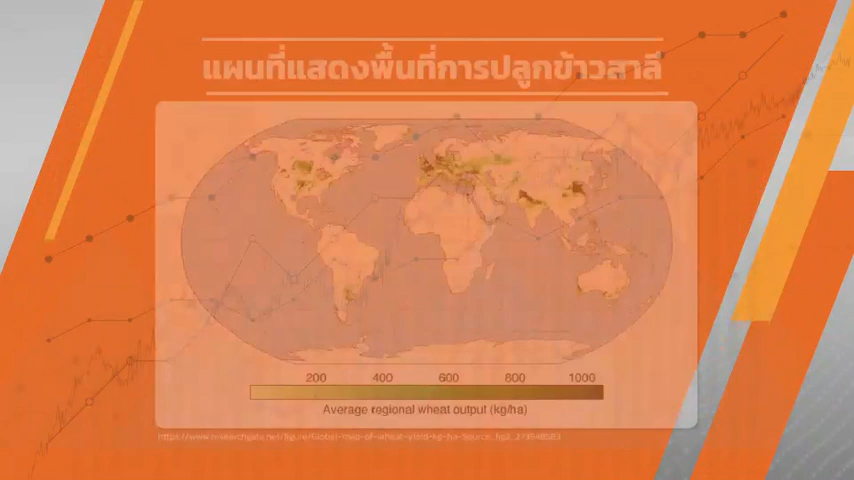 แผนที่แสดงพื้นที่การปลูกข้าวสาลี
200 400 600 800 1000
Average regional wheat output (kg/ha)